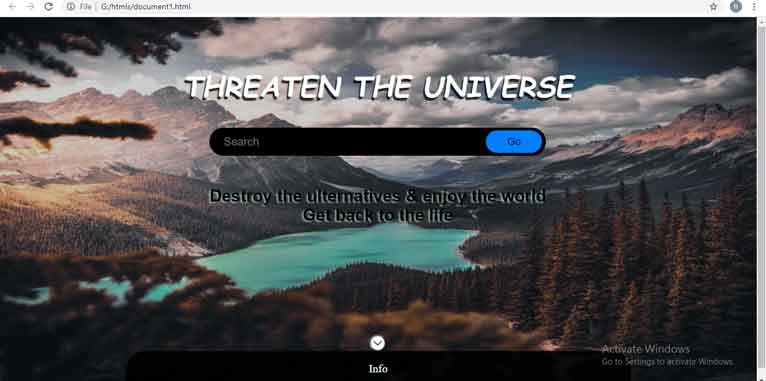 File
G:/htmls/document1.html
THREATEN THE UNIVERSE
Search
Go
Destroy the ulternatives & enjoy the world
Get back to the life
Activate Windows
Go to Settings to activate Windows.
Info